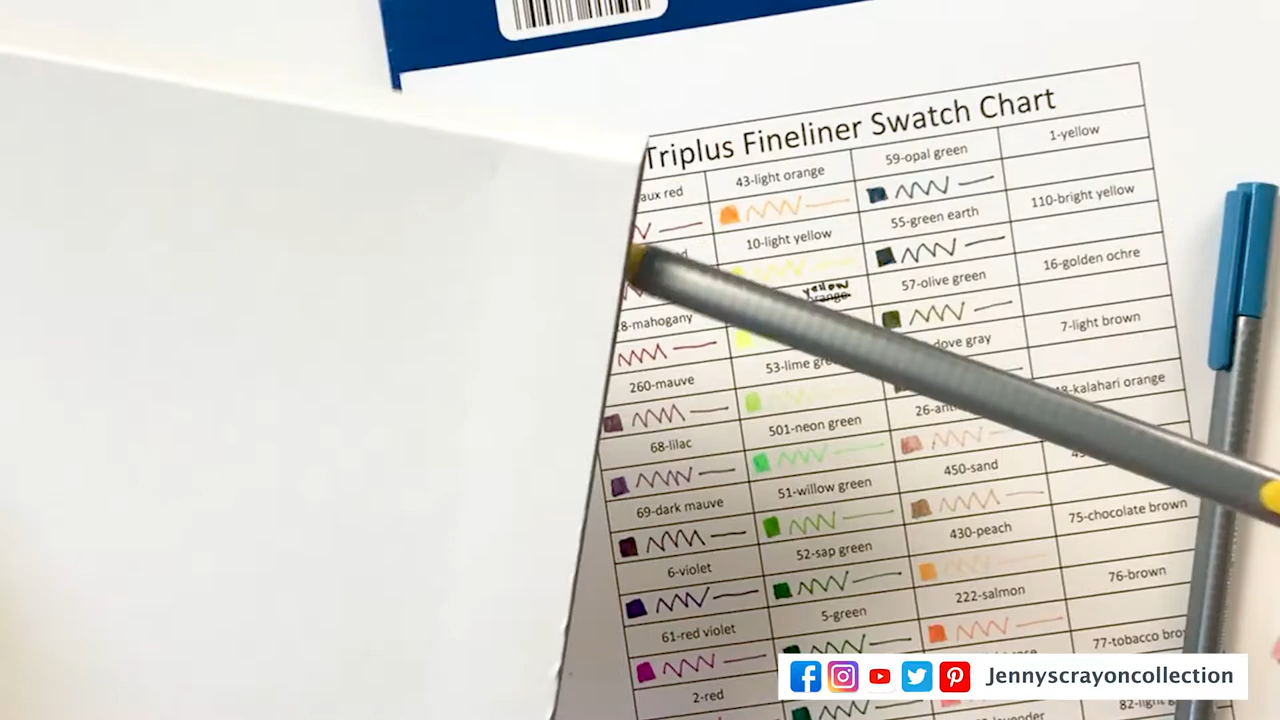 Triplus Fineliner Swatch Chart
aux red
43-light orange
59-opal green
1-yellow
10-light yellow
55-green earth
110-bright yellow
28-mahogany
yellow
orange
57-olive green
16-golden ochre
260-mauve
53-lime gre
dove gray
7-light brown
68-lilac
501-neon green
48-kalahari orange
69-dark mauve
51-willow green
450-sand
6-violet
52-sap green
430-peach
75-chocolate brown
61-red violet
5-green
222-salmon
76-brown
2-red
77-tobacco bro
Jennyscrayoncollection